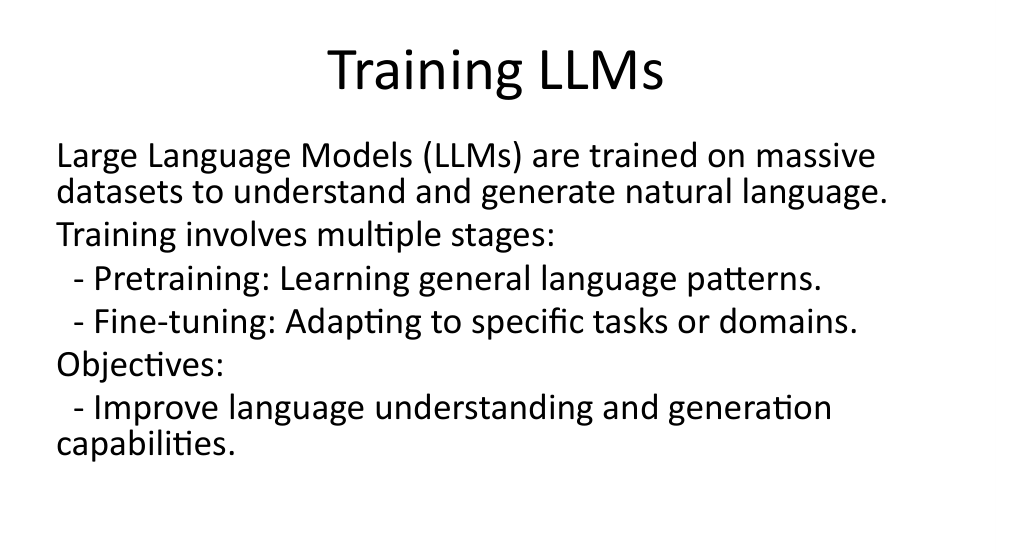 Training LLMs
Large Language Models (LLMs) are trained on massive
datasets to understand and generate natural language.
Training involves multiple stages:
- Pretraining: Learning general language patterns.
- Fine-tuning: Adapting to specific tasks or domains.
Objectives:
- Improve language understanding and generation
capabilities.